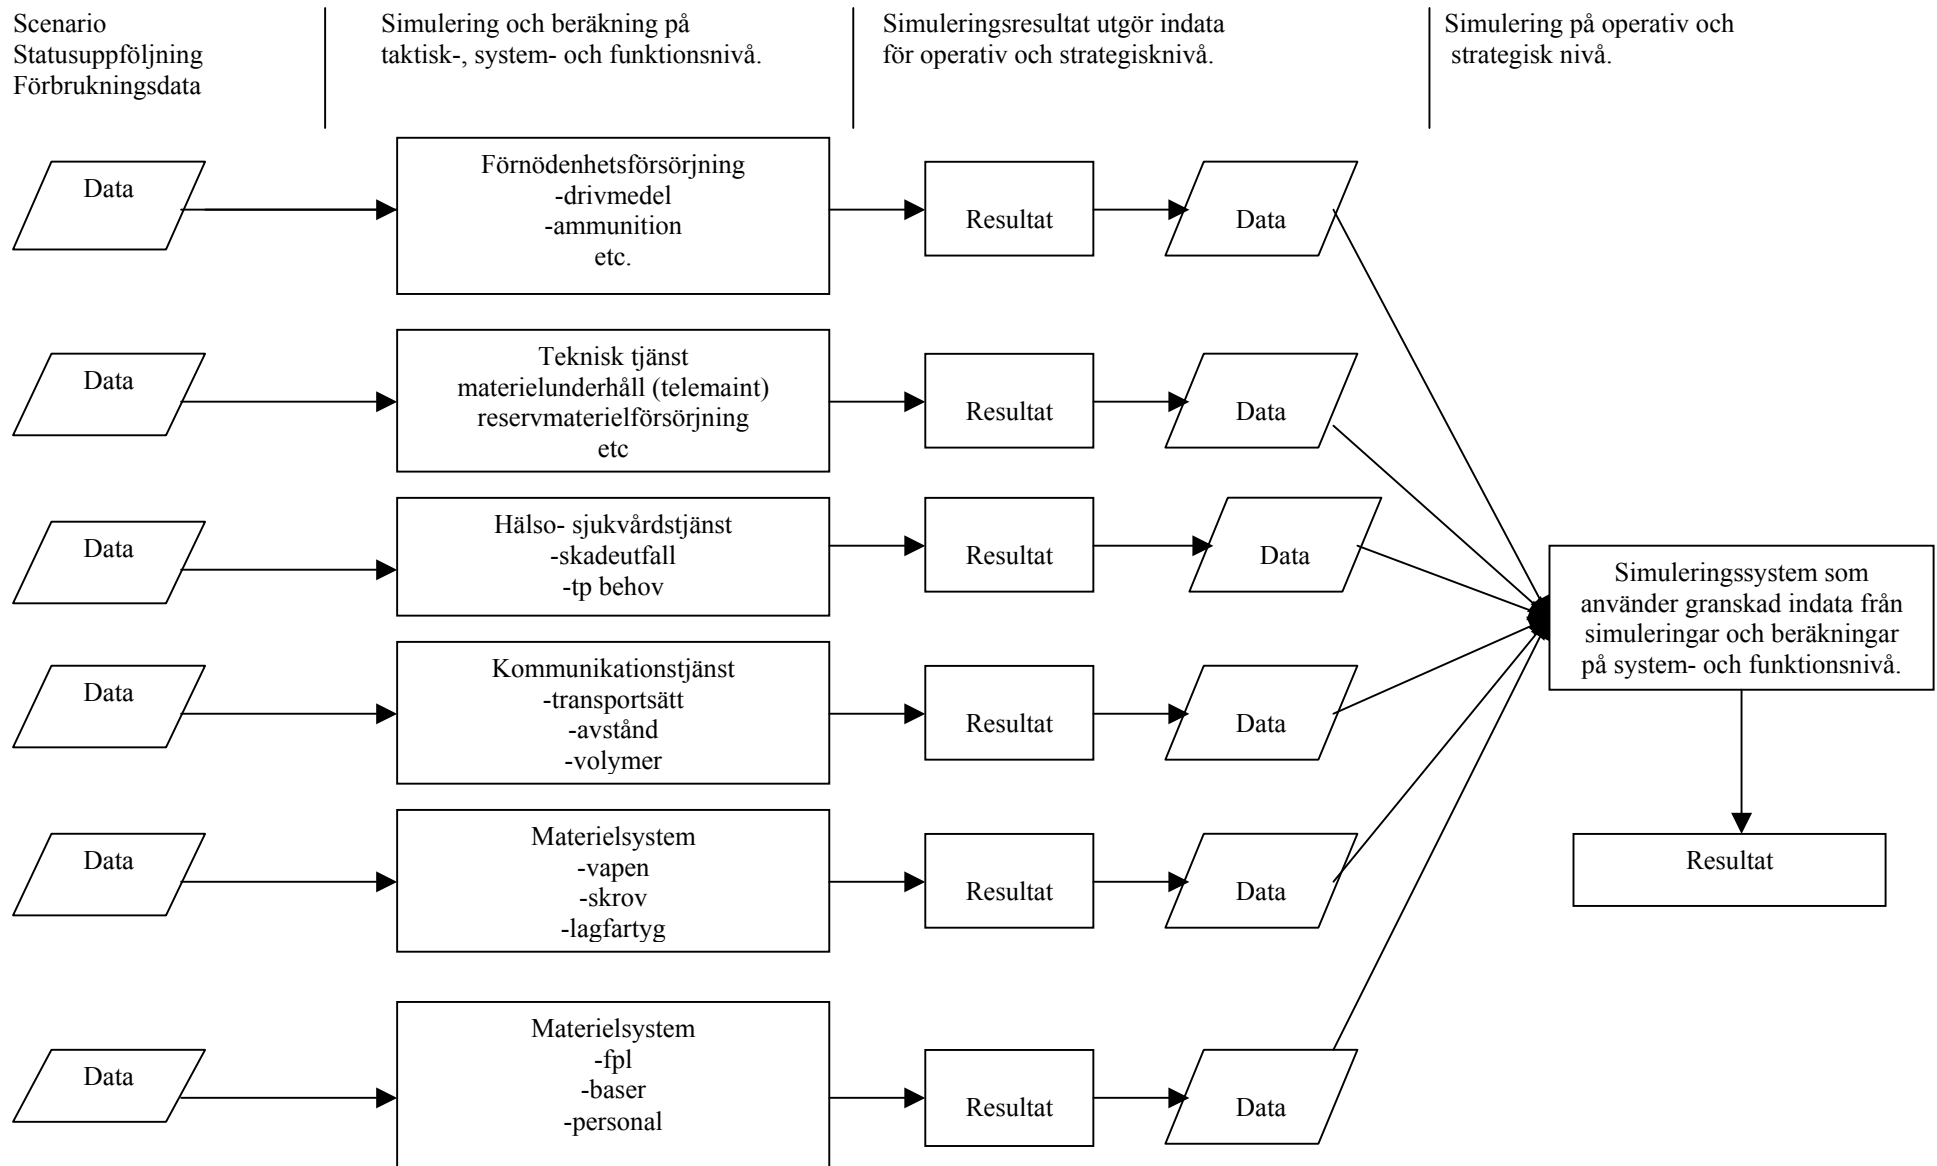 Scenario
Statusuppföljning
Förbrukningsdata
Simulering och beräkning på
taktisk-, system- och funktionsnivå.
Simuleringsresultat utgör indata
för operativ och strategisknivå.
Simulering på operativ och
strategisk nivå.
Data
Förnödenhetsförsörjning
-drivmedel
-ammunition
etc.
Resultat
Data
Data
Teknisk tjänst
materielunderhåll (telemaint)
reservmaterielförsörjning
etc
Resultat
Data
Data
Hälso- sjukvårdstjänst
-skadeutfall
-tp behov
Resultat
Data
Data
Kommunikationstjänst
-transportsätt
-avstånd
-volymer
Resultat
Data
Data
Materielsystem
-vapen
-skrov
-lagfartyg
Resultat
Data
Data
Materielsystem
-fpl
-baser
-personal
Resultat
Data
Simuleringssystem som
använder granskad indata från
simuleringar och beräkningar
på system- och funktionsnivå.
Resultat